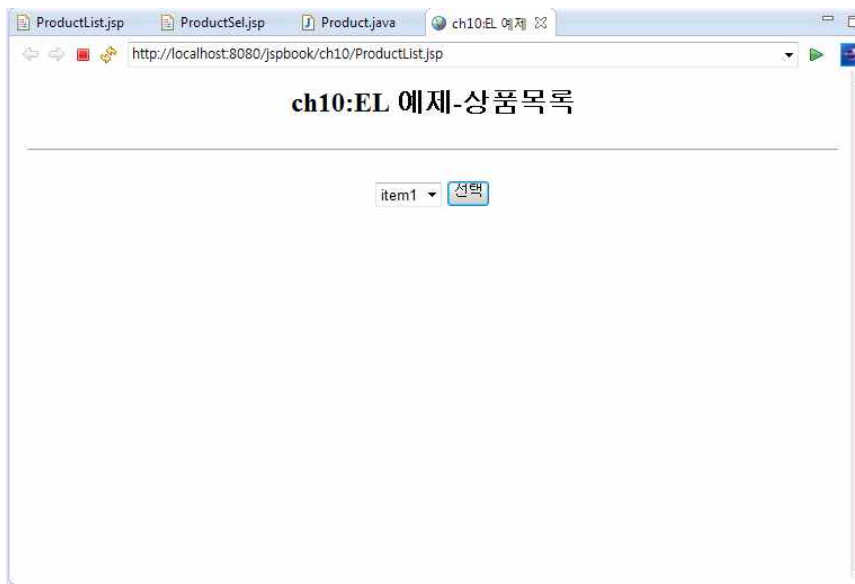 ProductList.jsp ProductSel.jsp Product.java ch10:EL 예제
http://localhost:8080/jspbook/ch10/ProductList.jsp
ch10:EL 예제-상품목록
item1 선택